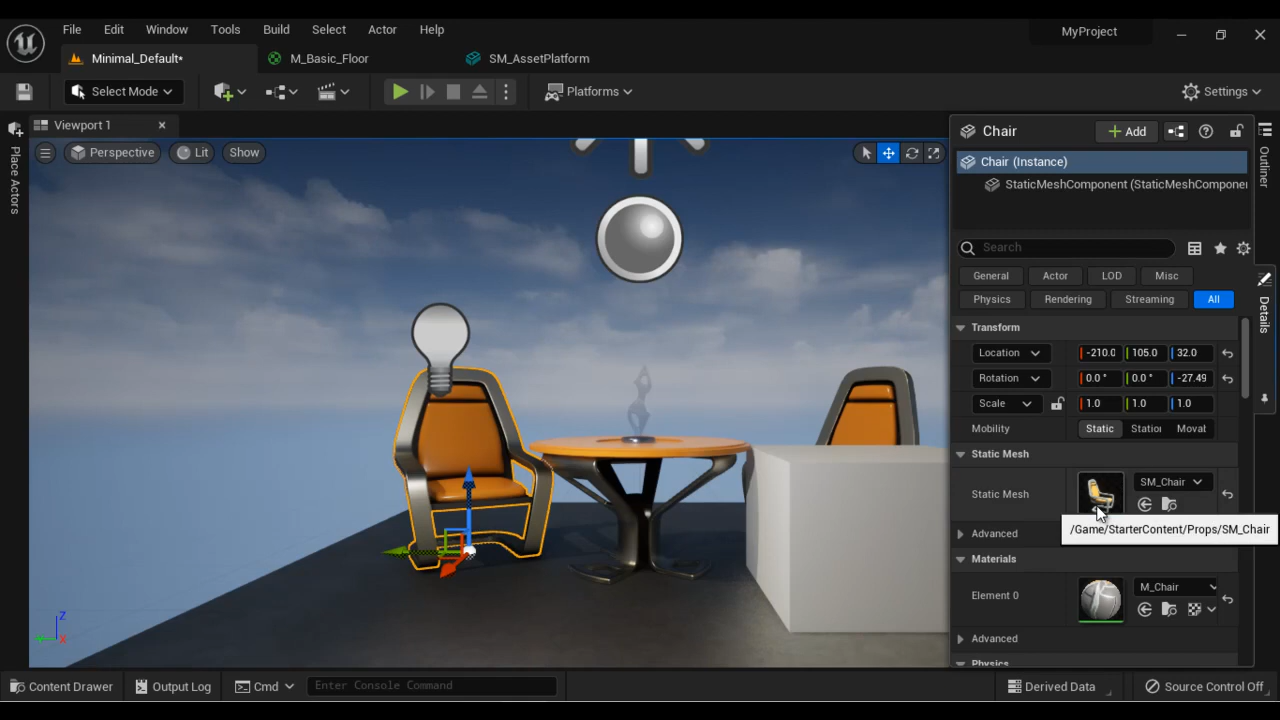 File Edit Window Tools Build Select Actor Help
MyProject
Minimal_Default*
M_Basic_Floor
SM_AssetPlatform
Select Mode
Platforms
Settings
Viewport 1
Place Actors
Perspective
Lit
Show
Chair
Add
Chair (Instance)
StaticMeshComponent (StaticMeshCompone
Outliner
Details
Search
General Actor LOD Misc
Physics Rendering Streaming All
Transform
Location -210.0 105.0 32.0
Rotation 0.0 ° 0.0 ° -27.49
Scale 1.0 1.0 1.0
Mobility Static Station Movat
Static Mesh
Static Mesh SM_Chair
/Game/StarterContent/Props/SM_Chair
Advanced
Materials
Element 0 M_Chair
Advanced
Physics
Z
X
Content Drawer
Output Log
Cmd
Enter Console Command
Derived Data
Source Control Off